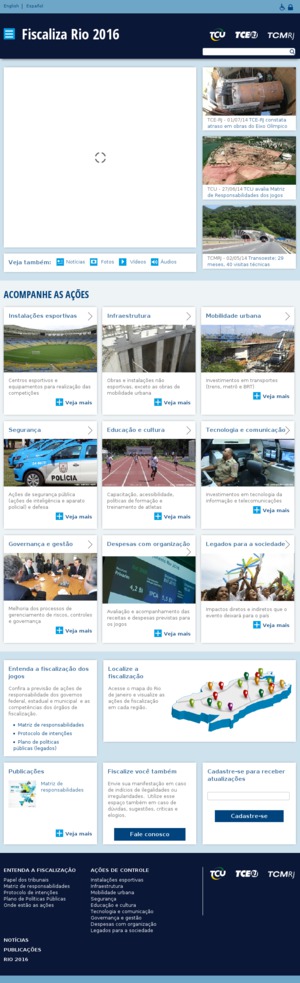 English | Español
Fiscaliza Rio 2016
TCU TCE RJ TCMRJ
TCE-RJ - 01/07/14 TCE-RJ constata
atraso em obras do Eixo Olímpico
TCU - 27/06/14 TCU avalia Matriz
de Responsabilidades dos jogos
TCMRJ - 02/05/14 Transoeste: 29
meses, 40 visitas técnicas
Veja também:
Notícias
Fotos
Vídeos
Áudios
ACOMPANHE AS AÇÕES
Instalações esportivas
Centros esportivos e
equipamentos para realização das
competições
Veja mais
Infraestrutura
Obras e instalações não
esportivas, exceto as obras de
mobilidade urbana
Veja mais
Mobilidade urbana
Investimentos em transportes
(trens, metrô e BRT)
Veja mais
Segurança
POLÍCIA
Ações de segurança pública
(ações de inteligência e aparato
policial) e defesa
Veja mais
Educação e cultura
Capacitação, acessibilidade,
políticas de formação e
treinamento de atletas
Veja mais
Tecnologia e comunicação
Investimentos em tecnologia da
informação e telecomunicações
Veja mais
Governança e gestão
Melhoria dos processos de
gerenciamento de riscos, controles
e governança
Veja mais
Despesas com organização
Avaliação e acompanhamento das
receitas e despesas previstas para
os jogos
Veja mais
Legados para a sociedade
Impactos diretos e indiretos que o
evento deixará para o país
Veja mais
Entenda a fiscalização dos
jogos
Confira a previsão de ações de
responsabilidade dos governos
federal, estadual e municipal e as
competências dos órgãos de
fiscalização.
Matriz de responsabilidades
Protocolo de intenções
Plano de políticas
públicas (legados)
Localize a
fiscalização
Acesse o mapa do Rio
de Janeiro e visualize
as ações de fiscalização
em cada região.
Publicações
Matriz de
responsabilidades
Veja mais
Fiscalize você também
Envie sua manifestação em caso
de indícios de ilegalidades ou
irregularidades. Utilize esse
espaço também em caso de
dúvidas, sugestões, críticas e
elogios.
Fale conosco
Cadastre-se para receber
atualizações
Cadastre-se
ENTENDA A FISCALIZAÇÃO
Papel dos tribunais
Matriz de responsabilidades
Protocolo de intenções
Plano de Políticas Públicas
Onde estão as ações
NOTÍCIAS
PUBLICAÇÕES
RIO 2016
AÇÕES DE CONTROLE
Instalações esportivas
Infraestrutura
Mobilidade urbana
Segurança
Educação e cultura
Tecnologia e comunicação
Governança e gestão
Despesas com organização
Legados para a sociedade
TCU TCE RJ TCMRJ